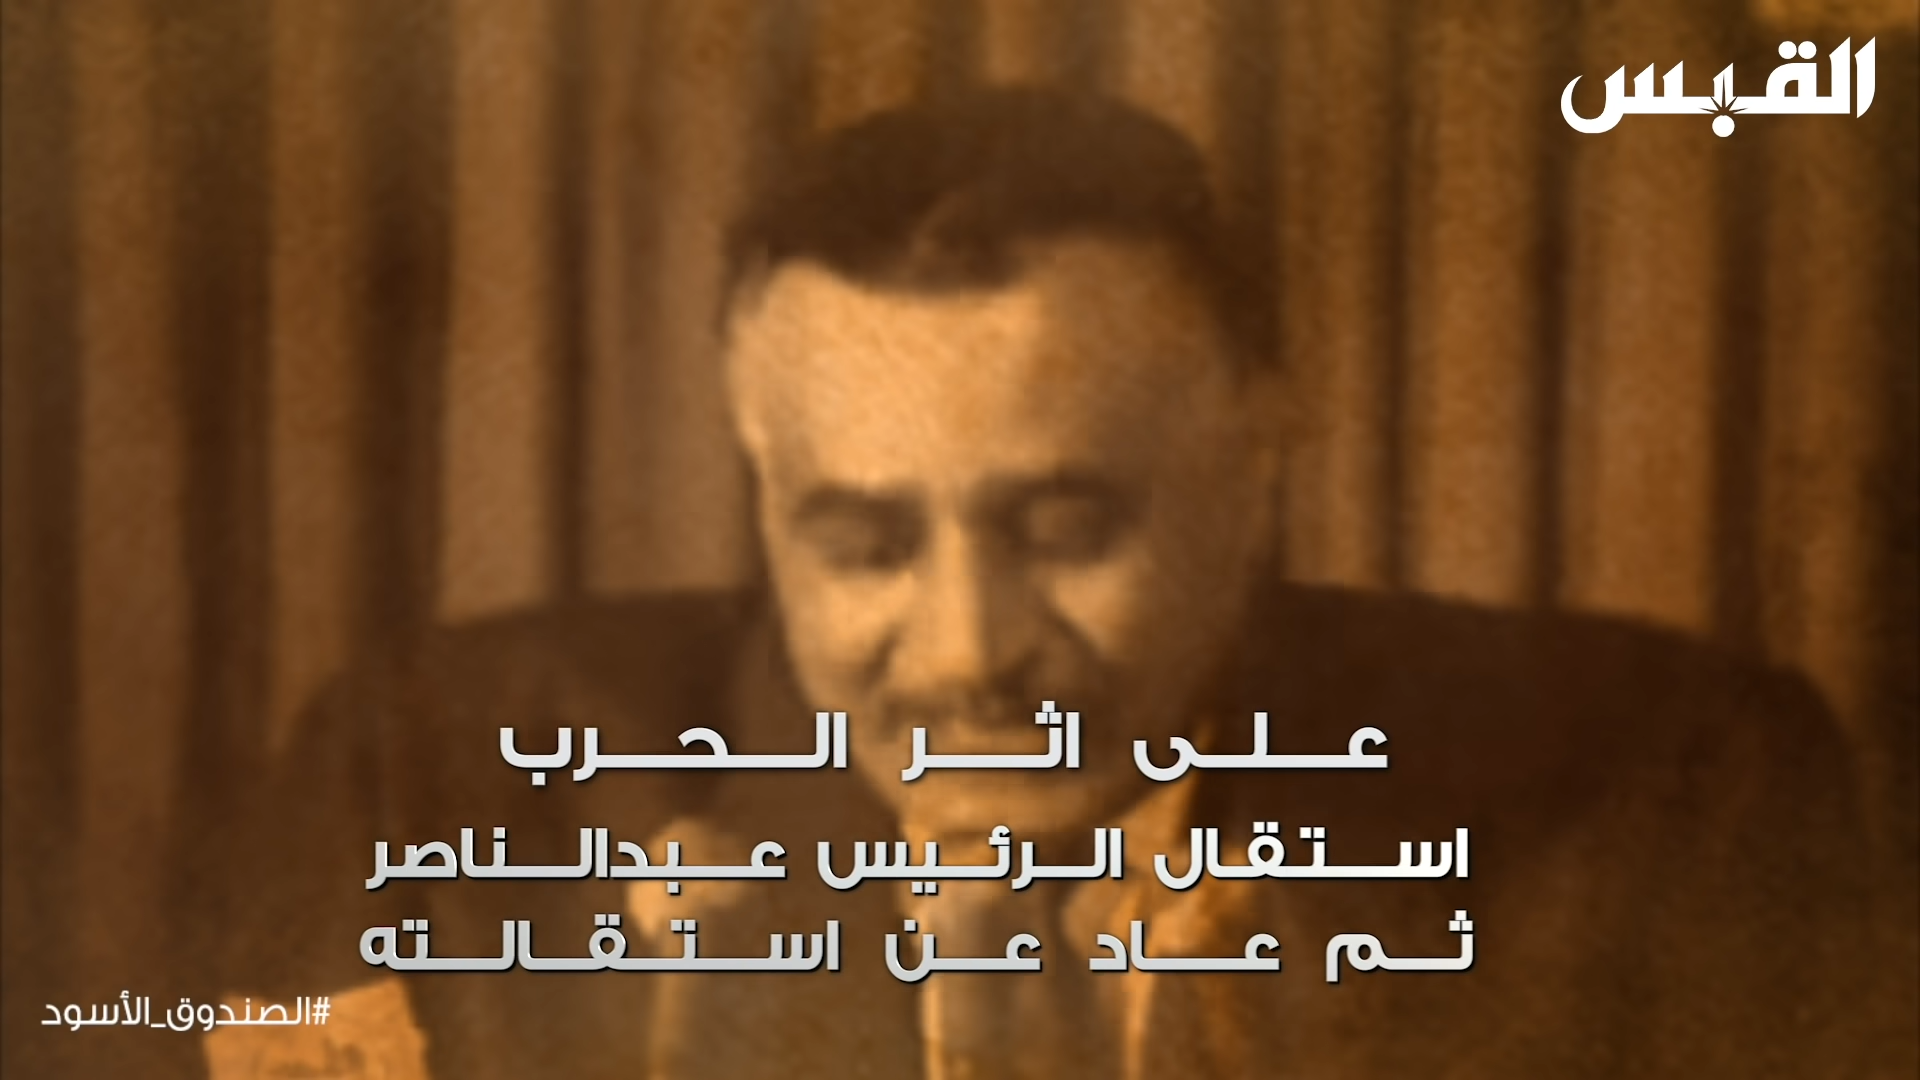 القبس
على اثر الحرب
استقال الرئيس عبدالناصر
ثم عاد عن استقالته
#الصندوق_الأسود